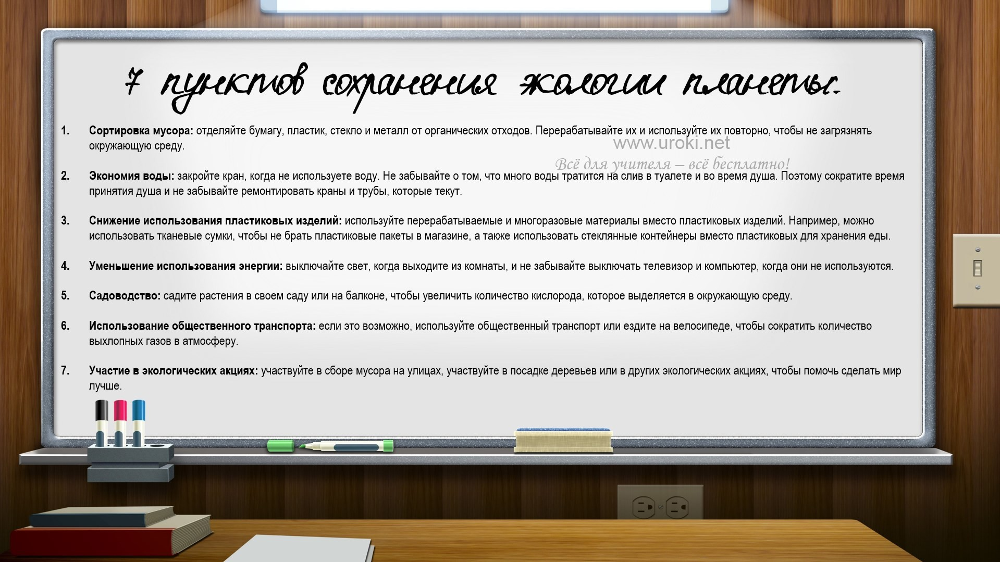 7 пунктов сохранения экологии планеты.
1. Сортировка мусора: отделяйте бумагу, пластик, стекло и металл от органических отходов. Перерабатывайте их и используйте их повторно, чтобы не загрязнять
окружающую среду.
www.uroki.net
Всё для учителя – всё бесплатно!
2. Экономия воды: закройте кран, когда не используете воду. Не забывайте о том, что много воды тратится на слив в туалете и во время душа. Поэтому сократите время
принятия душа и не забывайте ремонтировать краны и трубы, которые текут.
3. Снижение использования пластиковых изделий: используйте перерабатываемые и многоразовые материалы вместо пластиковых изделий. Например, можно
использовать тканевые сумки, чтобы не брать пластиковые пакеты в магазине, а также использовать стеклянные контейнеры вместо пластиковых для хранения еды.
4. Уменьшение использования энергии: выключайте свет, когда выходите из комнаты, и не забывайте выключать телевизор и компьютер, когда они не используются.
5. Садоводство: садите растения в своем саду или на балконе, чтобы увеличить количество кислорода, которое выделяется в окружающую среду.
6. Использование общественного транспорта: если это возможно, используйте общественный транспорт или ездите на велосипеде, чтобы сократить количество
выхлопных газов в атмосферу.
7. Участие в экологических акциях: участвуйте в сборе мусора на улицах, участвуйте в посадке деревьев или в других экологических акциях, чтобы помочь сделать мир
лучше.